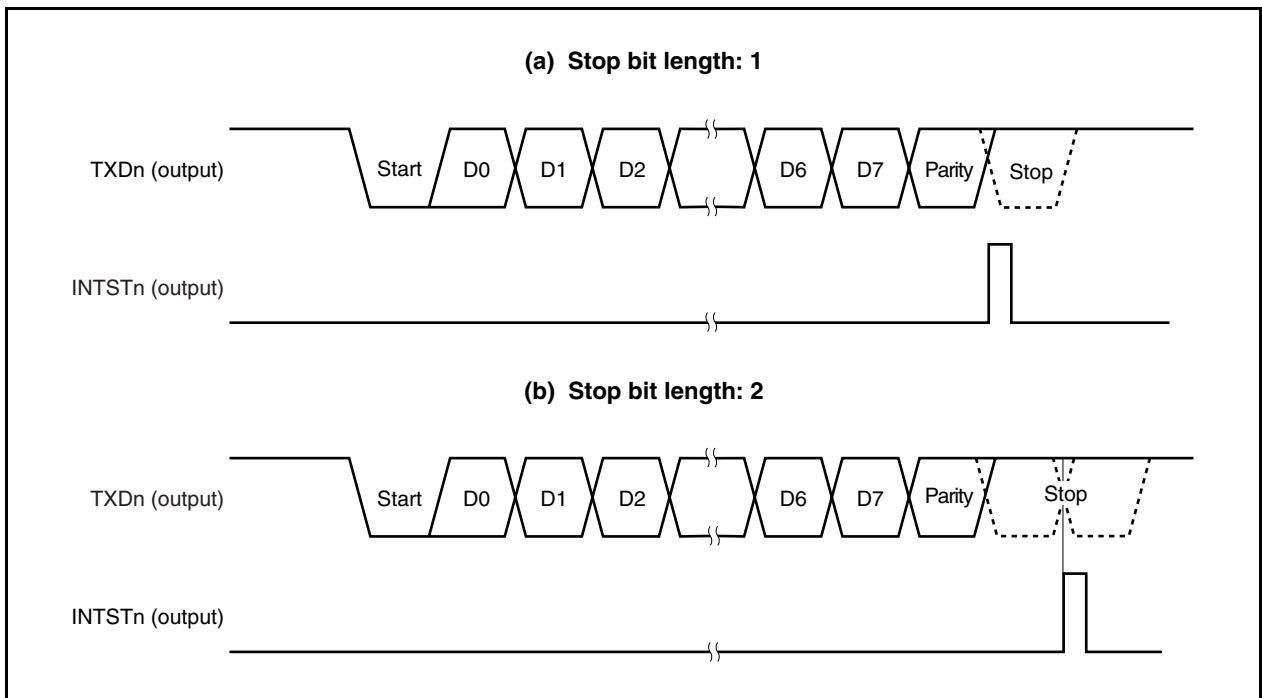 (a) Stop bit length: 1
TXDn (output)
Start D0 D1 D2 D6 D7 Parity Stop
INTSTn (output)
(b) Stop bit length: 2
TXDn (output)
Start D0 D1 D2 D6 D7 Parity Stop
INTSTn (output)